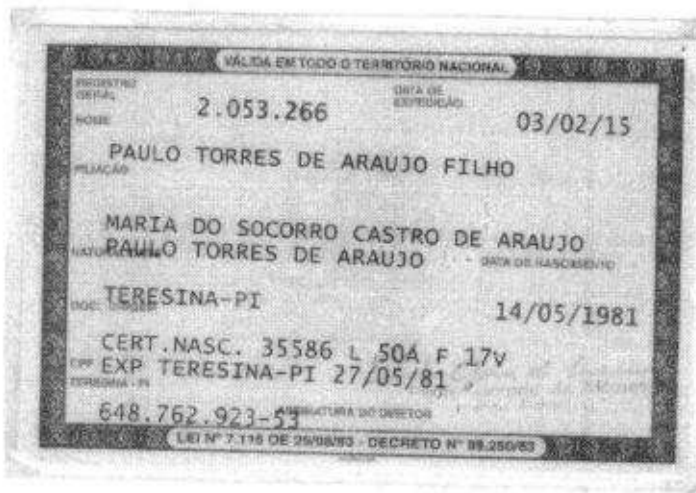 VÁLIDA EM TODO O TERRITÓRIO NACIONAL
REGISTRO GERAL 2.053.266 DATA DE EXPEDIÇÃO 03/02/15
NOME
PAULO TORRES DE ARAUJO FILHO
FILIAÇÃO
MARIA DO SOCORRO CASTRO DE ARAUJO
PAULO TORRES DE ARAUJO
NATURALIDADE DATA DE NASCIMENTO
TERESINA-PI 14/05/1981
DOC. ORIGEM
CERT.NASC. 35586 L 50A F 17V
EXP TERESINA-PI 27/05/81
CPF
TERESINA - PI
648.762.923-53
ASSINATURA DO DIRETOR
LEI Nº 7.116 DE 29/08/83 - DECRETO Nº 89.250/83